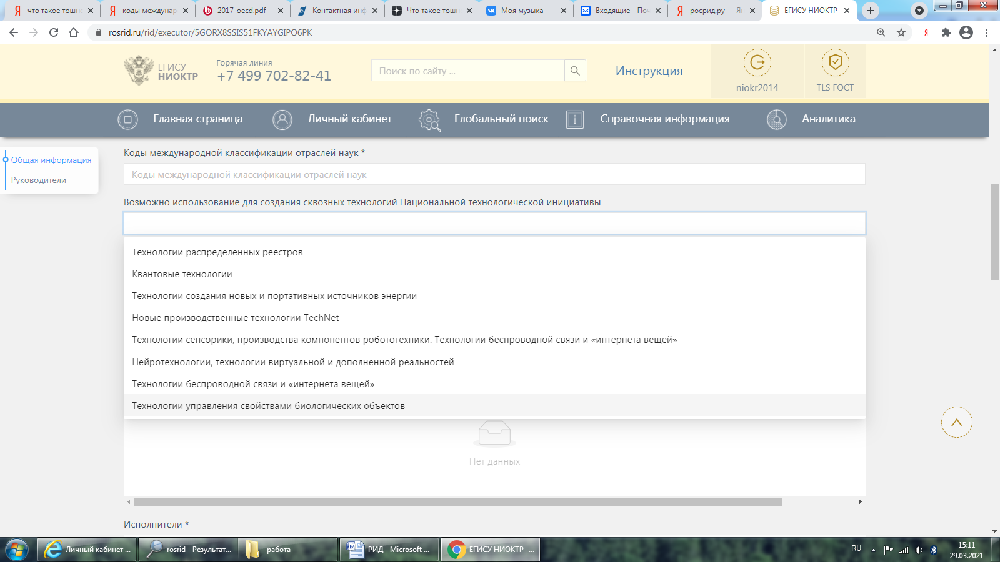 что такое тошн
коды междунар
2017_oecd.pdf
Контактная инф
Что такое тошн
Моя музыка
Входящие - Поч
росрид.ру — Ян
ЕГИСУ НИОКТР
rosrid.ru/rid/executor/5GORX8SSIS51FKYAYGIPO6PK
ЕГИСУ
НИОКТР
Горячая линия
+7 499 702-82-41
Поиск по сайту ...
Инструкция
niokr2014
TLS ГОСТ
Главная страница
Личный кабинет
Глобальный поиск
Справочная информация
Аналитика
Общая информация
Руководители
Коды международной классификации отраслей наук *
Коды международной классификации отраслей наук
Возможно использование для создания сквозных технологий Национальной технологической инициативы
Технологии распределенных реестров
Квантовые технологии
Технологии создания новых и портативных источников энергии
Новые производственные технологии TechNet
Технологии сенсорики, производства компонентов робототехники. Технологии беспроводной связи и «интернета вещей»
Нейротехнологии, технологии виртуальной и дополненной реальностей
Технологии беспроводной связи и «интернета вещей»
Технологии управления свойствами биологических объектов
Нет данных
Исполнители *
Личный кабинет ...
rosrid - Результат...
работа
РИД - Microsoft ...
ЕГИСУ НИОКТР -...
RU
15:11
29.03.2021